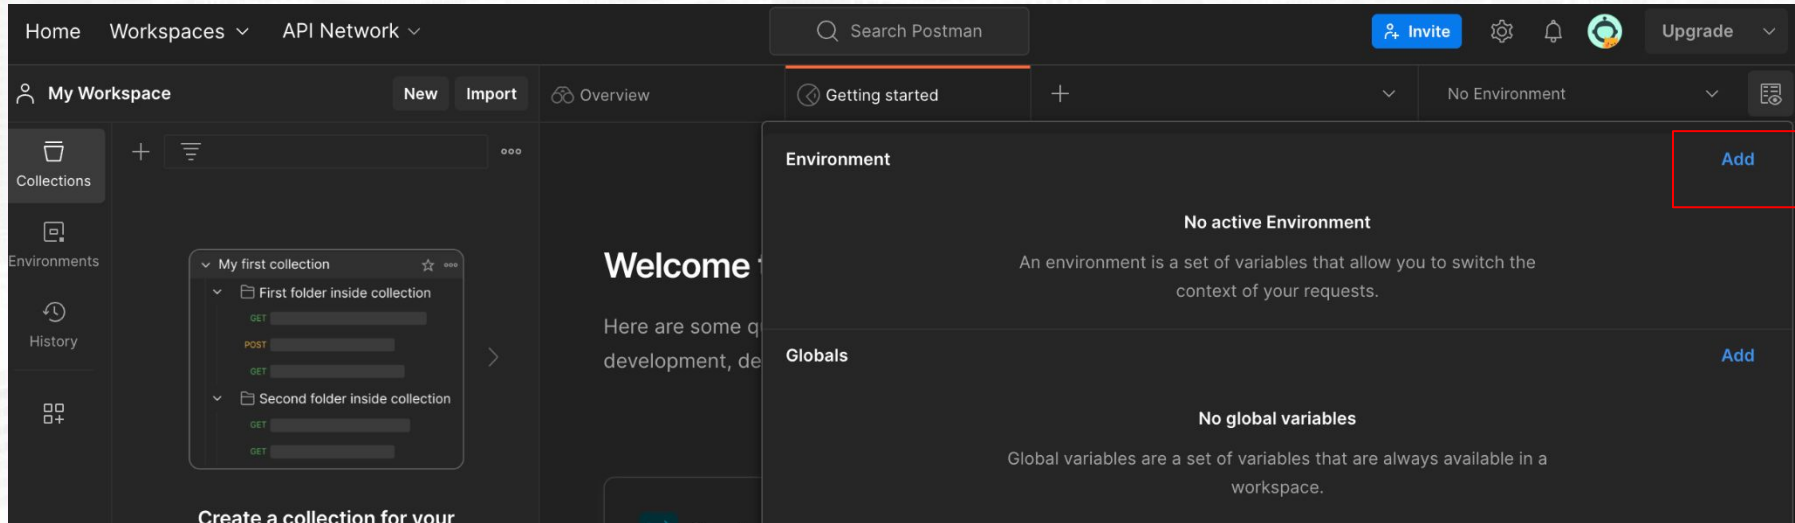 Home Workspaces API Network Search Postman Invite Upgrade
My Workspace New Import Overview Getting started No Environment
Collections
Environments
History
My first collection
First folder inside collection
GET
POST
GET
Second folder inside collection
GET
GET
Create a collection for your
Welcome
Here are some
development, de
Environment Add
No active Environment
An environment is a set of variables that allow you to switch the
context of your requests.
Globals Add
No global variables
Global variables are a set of variables that are always available in a
workspace.